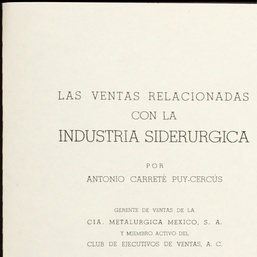 LAS VENTAS RELACIONADAS
CON LA
INDUSTRIA SIDERURGICA
POR
ANTONIO CARRETÉ PUY-CERCÚS
GERENTE DE VENTAS DE LA
CIA. METALURGICA MEXICO, S. A.
Y MIEMBRO ACTIVO DEL
CLUB DE EJECUTIVOS DE VENTAS, A. C.